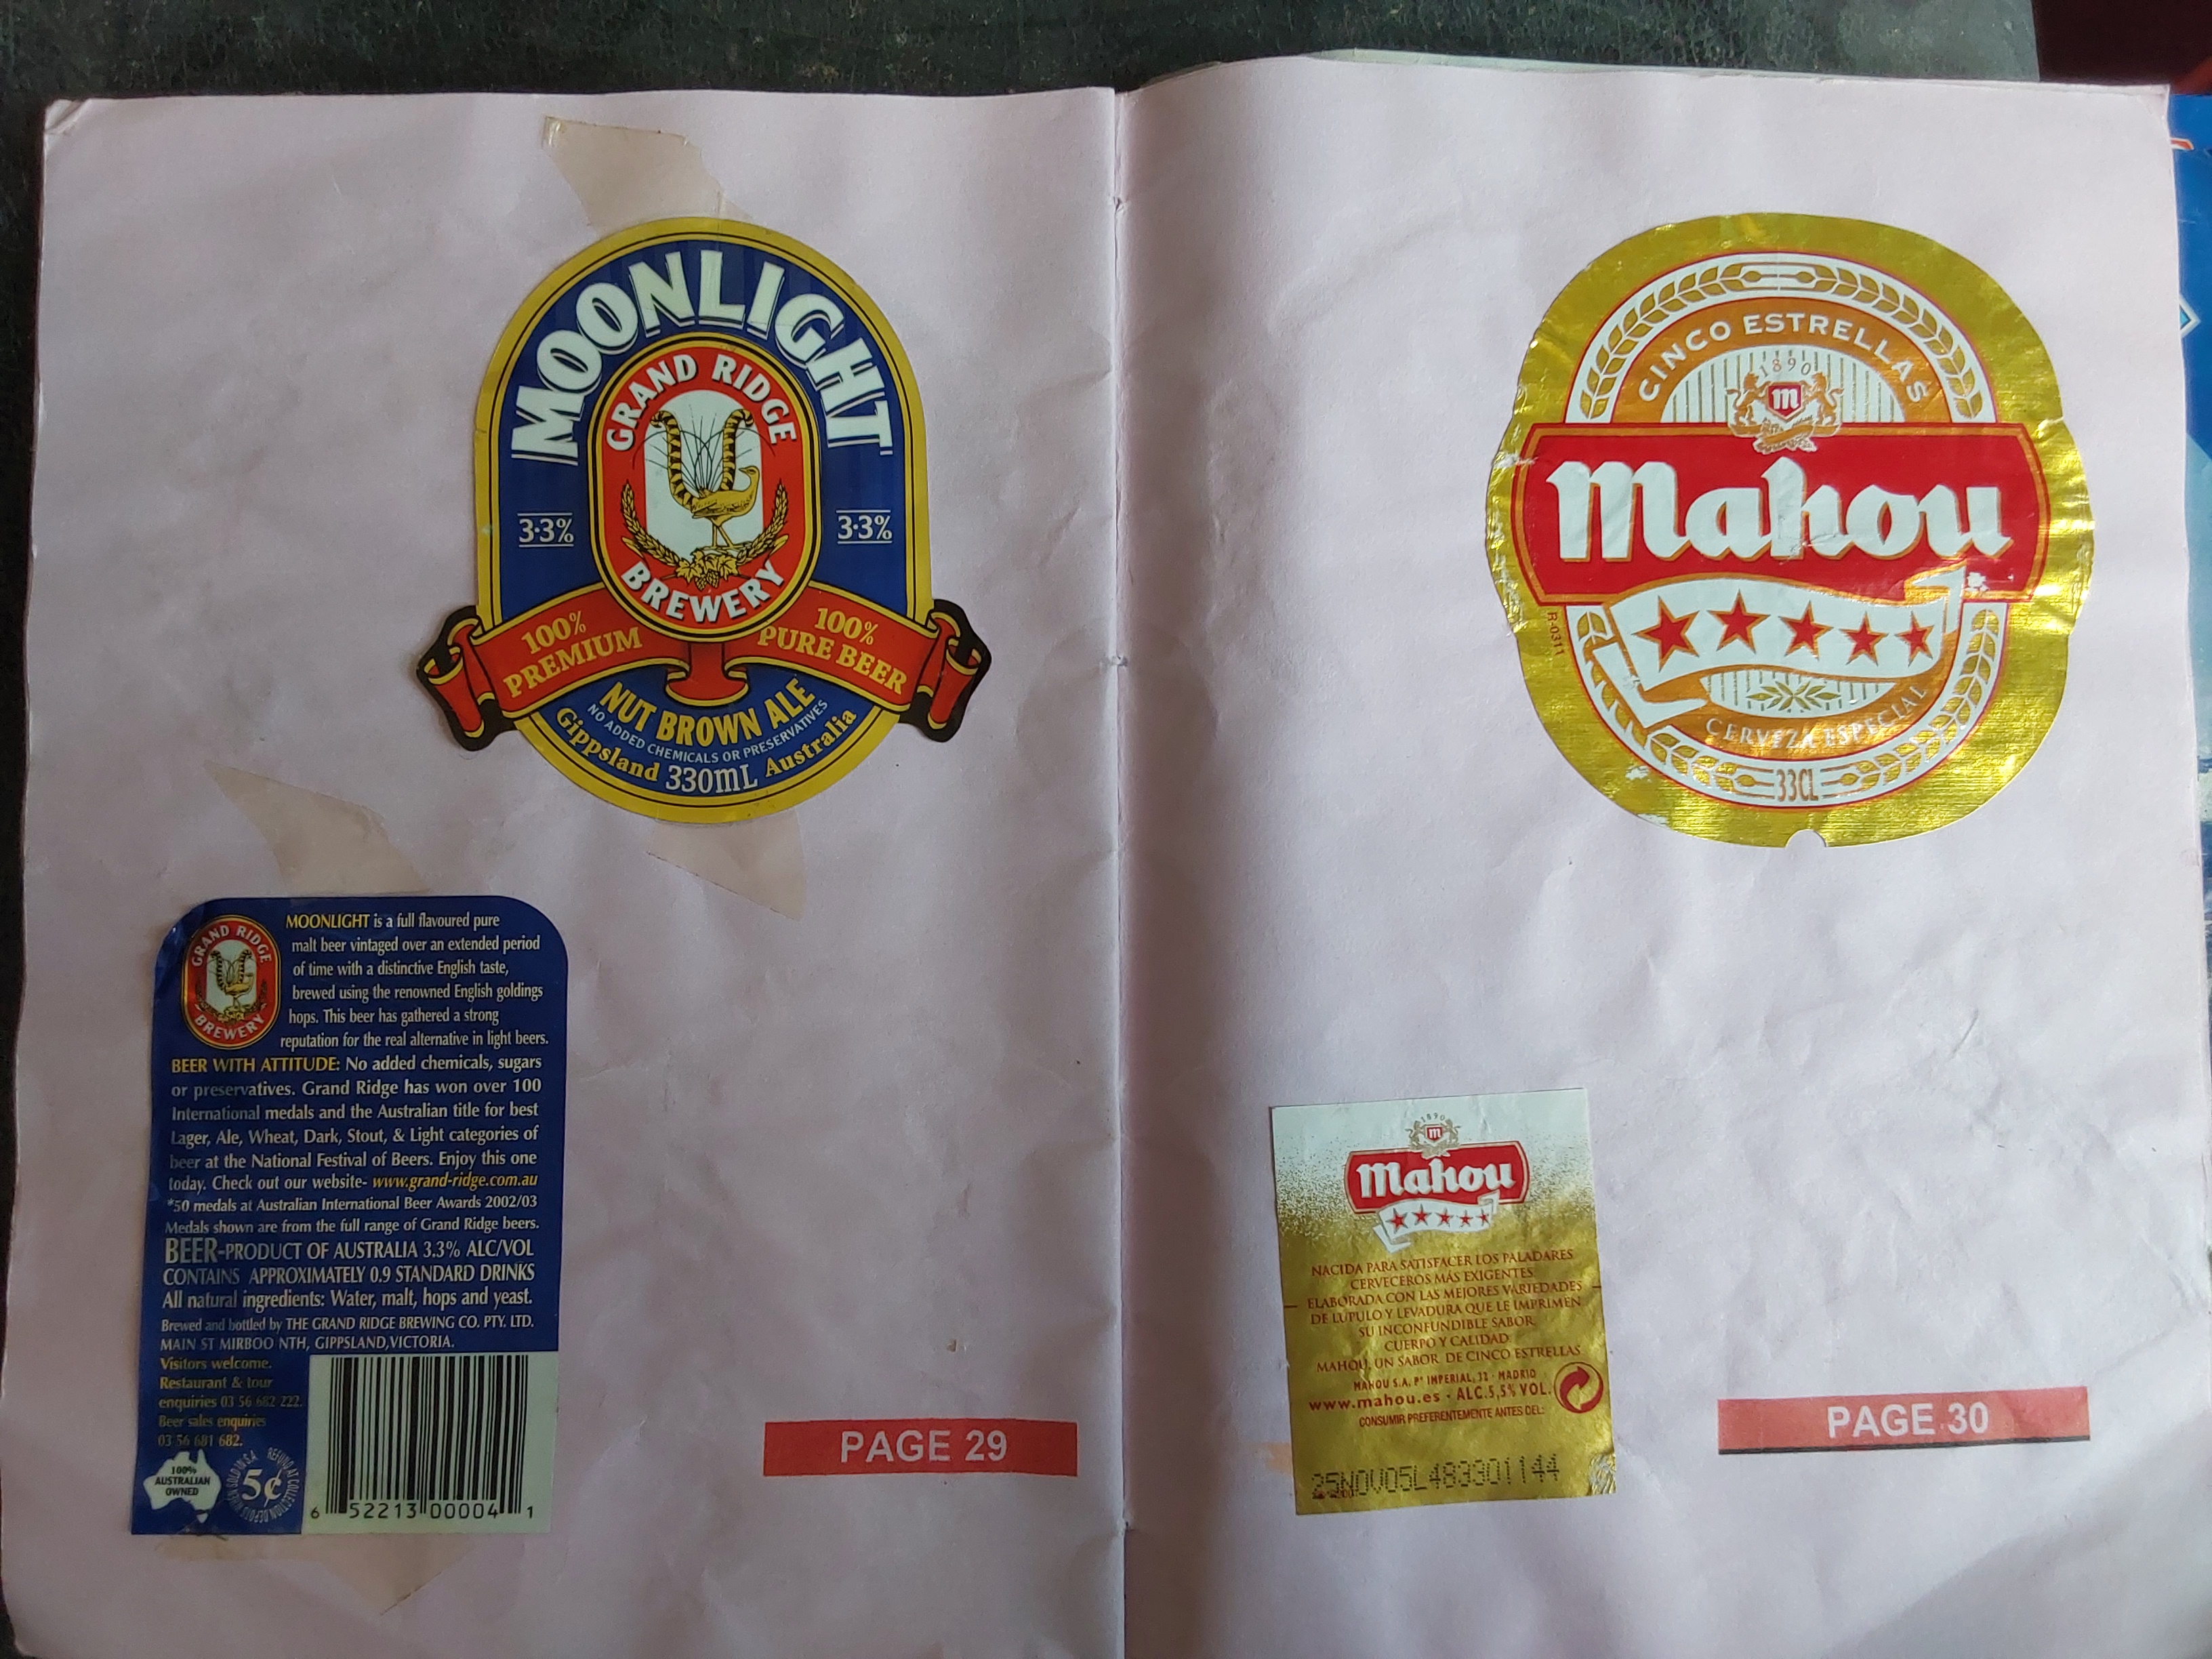 MOONLIGHT
GRAND RIDGE
BREWERY
3·3%
3·3%
100%
PREMIUM
100%
PURE BEER
NUT BROWN ALE
NO ADDED CHEMICALS OR PRESERVATIVES
Gippsland 330mL Australia
GRAND RIDGE
BREWERY
MOONLIGHT is a full flavoured pure
malt beer vintaged over an extended period
of time with a distinctive English taste,
brewed using the renowned English goldings
hops. This beer has gathered a strong
reputation for the real alternative in light beers.
BEER WITH ATTITUDE: No added chemicals, sugars
or preservatives. Grand Ridge has won over 100
International medals and the Australian title for best
Lager, Ale, Wheat, Dark, Stout, & Light categories of
beer at the National Festival of Beers. Enjoy this one
today. Check out our website- www.grand-ridge.com.au
*50 medals at Australian International Beer Awards 2002/03
Medals shown are from the full range of Grand Ridge beers.
BEER-PRODUCT OF AUSTRALIA 3.3% ALC/VOL
CONTAINS APPROXIMATELY 0.9 STANDARD DRINKS
All natural ingredients: Water, malt, hops and yeast.
Brewed and bottled by THE GRAND RIDGE BREWING CO. PTY. LTD.
MAIN ST MIRBOO NTH, GIPPSLAND,VICTORIA.
Visitors welcome.
Restaurant & tour
enquiries 03 56 682 222.
Beer sales enquiries
03 56 681 682.
100%
AUSTRALIAN
OWNED
5¢
REFUND AT COLLECTION DEPOTS WHEN SOLD IN S.A.
6 52213 00004 1
PAGE 29
CINCO ESTRELLAS
1890
m
Mahou
R-0311
CERVEZA ESPECIAL
33CL
1890
m
Mahou
NACIDA PARA SATISFACER LOS PALADARES
CERVECEROS MÁS EXIGENTES.
ELABORADA CON LAS MEJORES VARIEDADES
DE LÚPULO Y LEVADURA QUE LE IMPRIMEN
SU INCONFUNDIBLE SABOR,
CUERPO Y CALIDAD.
MAHOU, UN SABOR DE CINCO ESTRELLAS
MAHOU S.A. Pº IMPERIAL, 32 - MADRID
www.mahou.es - ALC.5,5% VOL.
CONSUMIR PREFERENTEMENTE ANTES DEL:
25NOV05L483301144
PAGE 30